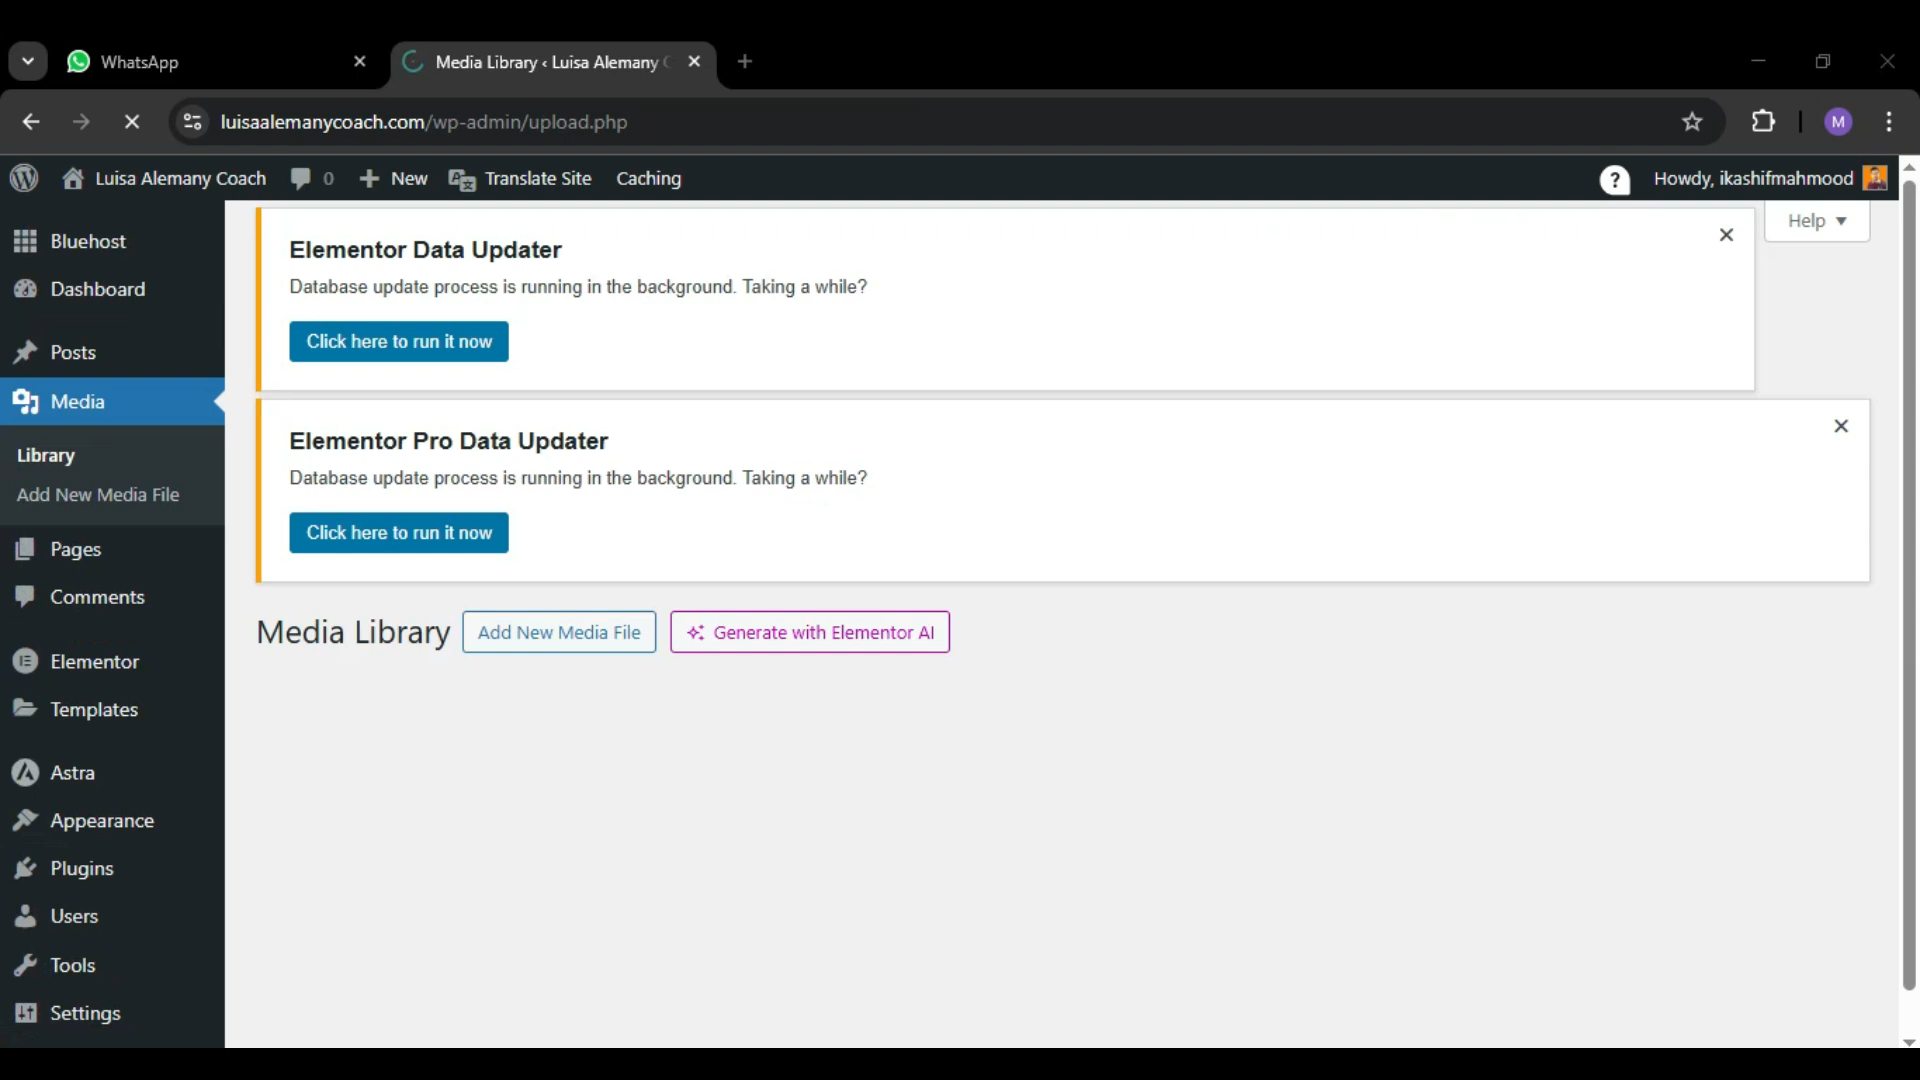 WhatsApp
Media Library ‹ Luisa Alemany
luisaalemanycoach.com/wp-admin/upload.php
M
Luisa Alemany Coach
0
New
Translate Site
Caching
?
Howdy, ikashifmahmood
Bluehost
Dashboard
Posts
Media
Library
Add New Media File
Pages
Comments
Elementor
Templates
Astra
Appearance
Plugins
Users
Tools
Settings
Help
Elementor Data Updater
Database update process is running in the background. Taking a while?
Click here to run it now
Elementor Pro Data Updater
Database update process is running in the background. Taking a while?
Click here to run it now
Media Library
Add New Media File
Generate with Elementor AI